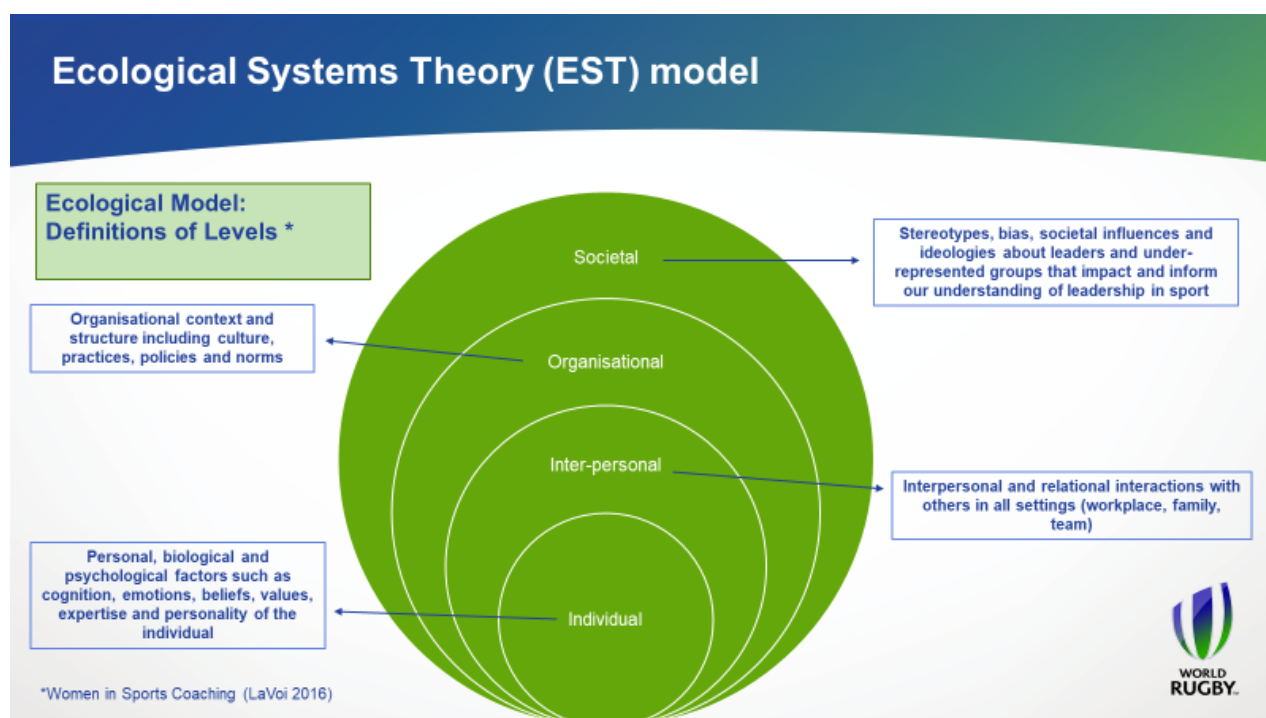 Ecological Systems Theory (EST) model
Ecological Model:
Definitions of Levels *
Societal
Stereotypes, bias, societal influences and
ideologies about leaders and under-
represented groups that impact and inform
our understanding of leadership in sport
Organisational context and
structure including culture,
practices, policies and norms
Organisational
Inter-personal
Interpersonal and relational interactions with
others in all settings (workplace, family,
team)
Personal, biological and
psychological factors such as
cognition, emotions, beliefs, values,
expertise and personality of the
individual
Individual
*Women in Sports Coaching (LaVoi 2016)
WORLD
RUGBY™